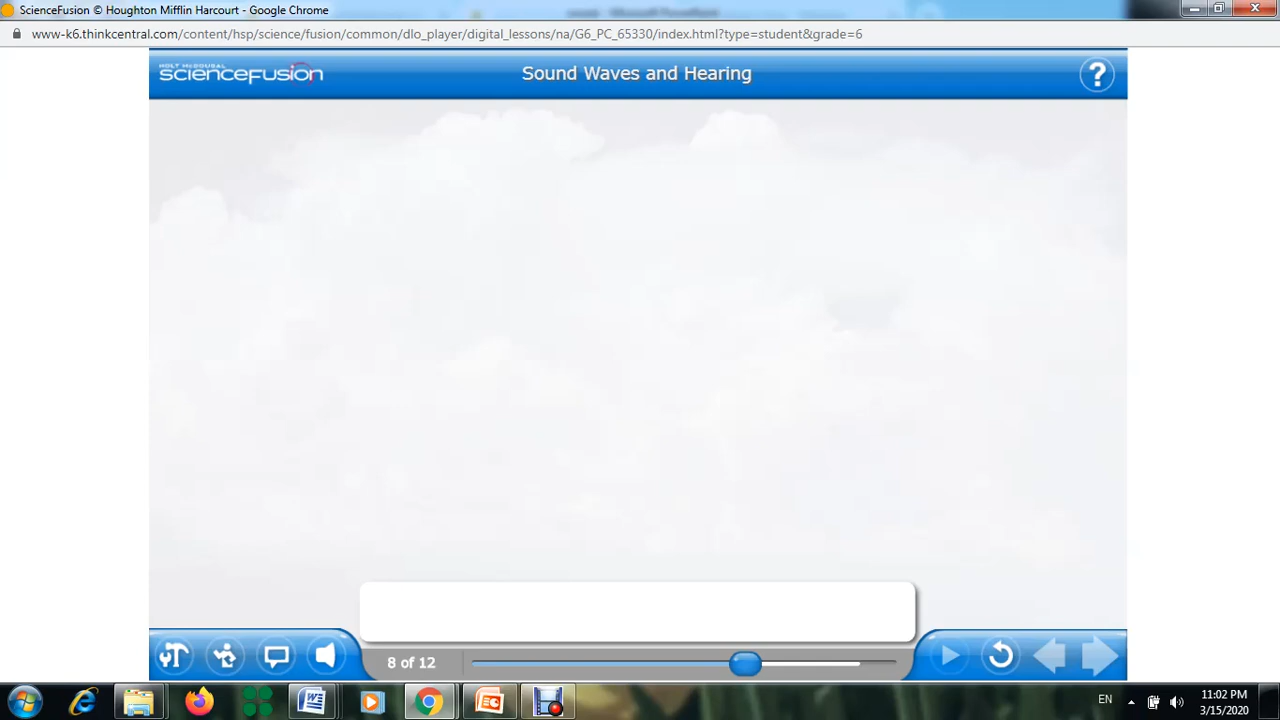 ScienceFusion © Houghton Mifflin Harcourt - Google Chrome
www-k6.thinkcentral.com/content/hsp/science/fusion/common/dlo_player/digital_lessons/na/G6_PC_65330/index.html?type=student&grade=6
HOLT McDOUGAL
scienceFusion
Sound Waves and Hearing
?
8 of 12
EN
11:02 PM
3/15/2020